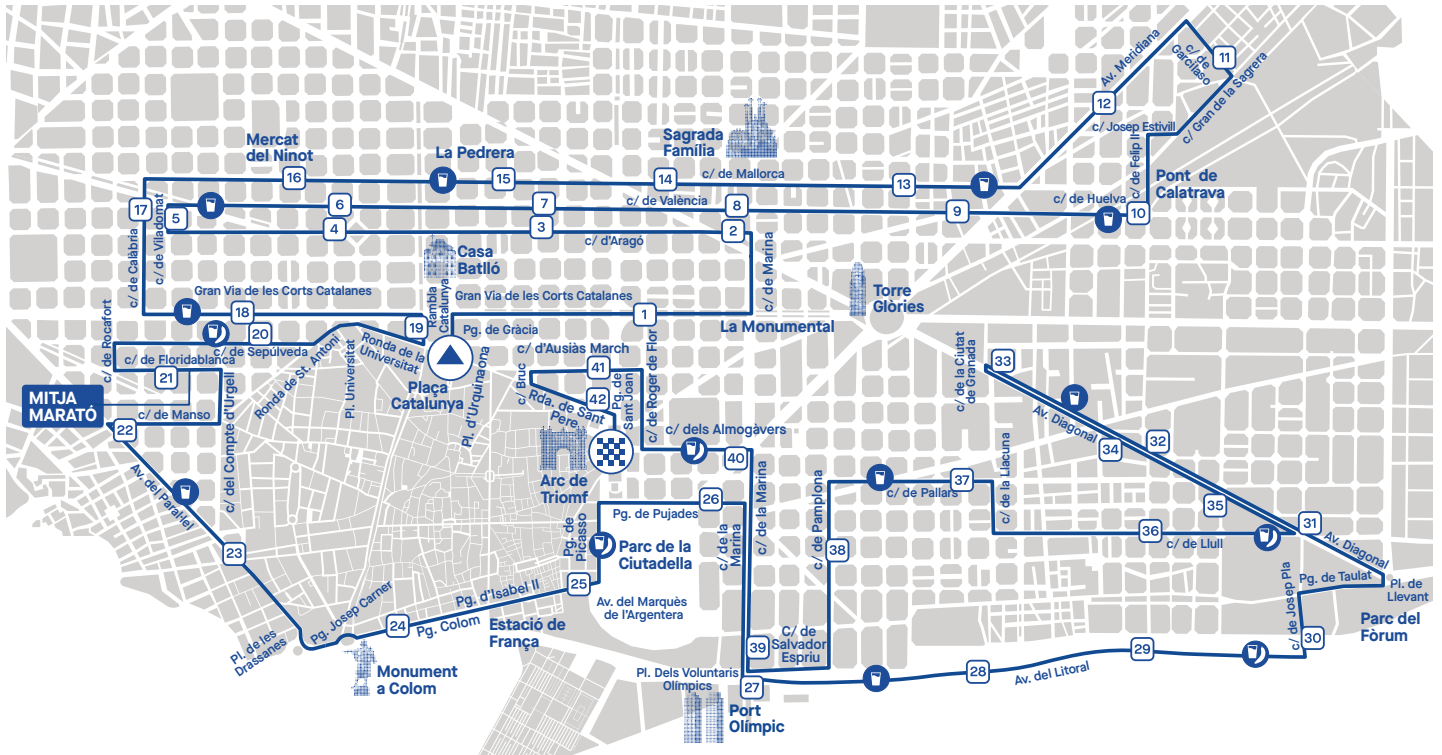 Av. Meridiana
c/ de
Garcilaso
11
c/ Gran de la Sagrera
12
c/ Josep Estivill
c/ de Felip II
Pont de
Calatrava
Mercat
del Ninot
La Pedrera
Sagrada
Família
c/ de Mallorca
16
15
14
13
c/ de Huelva
10
17
5
6
7
c/ de València
8
9
4
3
2
c/ d'Aragó
c/ de Calàbria
c/ de Viladomat
Casa
Batlló
c/ de Marina
Gran Via de les Corts Catalanes
Rambla
Catalunya
Gran Via de les Corts Catalanes
Torre
Glòries
18
19
1
Pg. de Gràcia
La Monumental
c/ de Rocafort
20
c/ de Sepúlveda
c/ de Floridablanca
21
Ronda de St. Antoni
Pl. Universitat
Ronda de la
Universitat
Plaça
Catalunya
Pl. d'Urquinaona
c/ d'Ausiàs March
41
c/ Bruc
42
Rda. de Sant
Pere
Pg. de
Sant Joan
c/ de Roger de Flor
c/ de la Ciutat
de Granada
33
MITJA
MARATÓ
c/ de Manso
22
c/ del Compte d'Urgell
Av. del Paral·lel
Arc de
Triomf
c/ dels Almogàvers
40
Av. Diagonal
34
32
35
31
Av. Diagonal
26
Pg. de Pujades
c/ de la
Marina
c/ de la Marina
c/ de Pamplona
c/ de Pallars
37
c/ de la Llacuna
36
c/ de Llull
38
23
Pg. de
Picasso
Parc de la
Ciutadella
25
Pg. d'Isabel II
Av. del Marquès
de l'Argentera
Pg. de Taulat
Pl. de
Llevant
c/ de Josep Pla
Parc del
Fòrum
30
Pg. Josep Carner
24
Pg. Colom
Estació de
França
Pl. de les
Drassanes
Monument
a Colom
39
C/ de
Salvador
Espriu
Pl. Dels Voluntaris
Olímpics
27
28
Av. del Litoral
29
Port
Olímpic